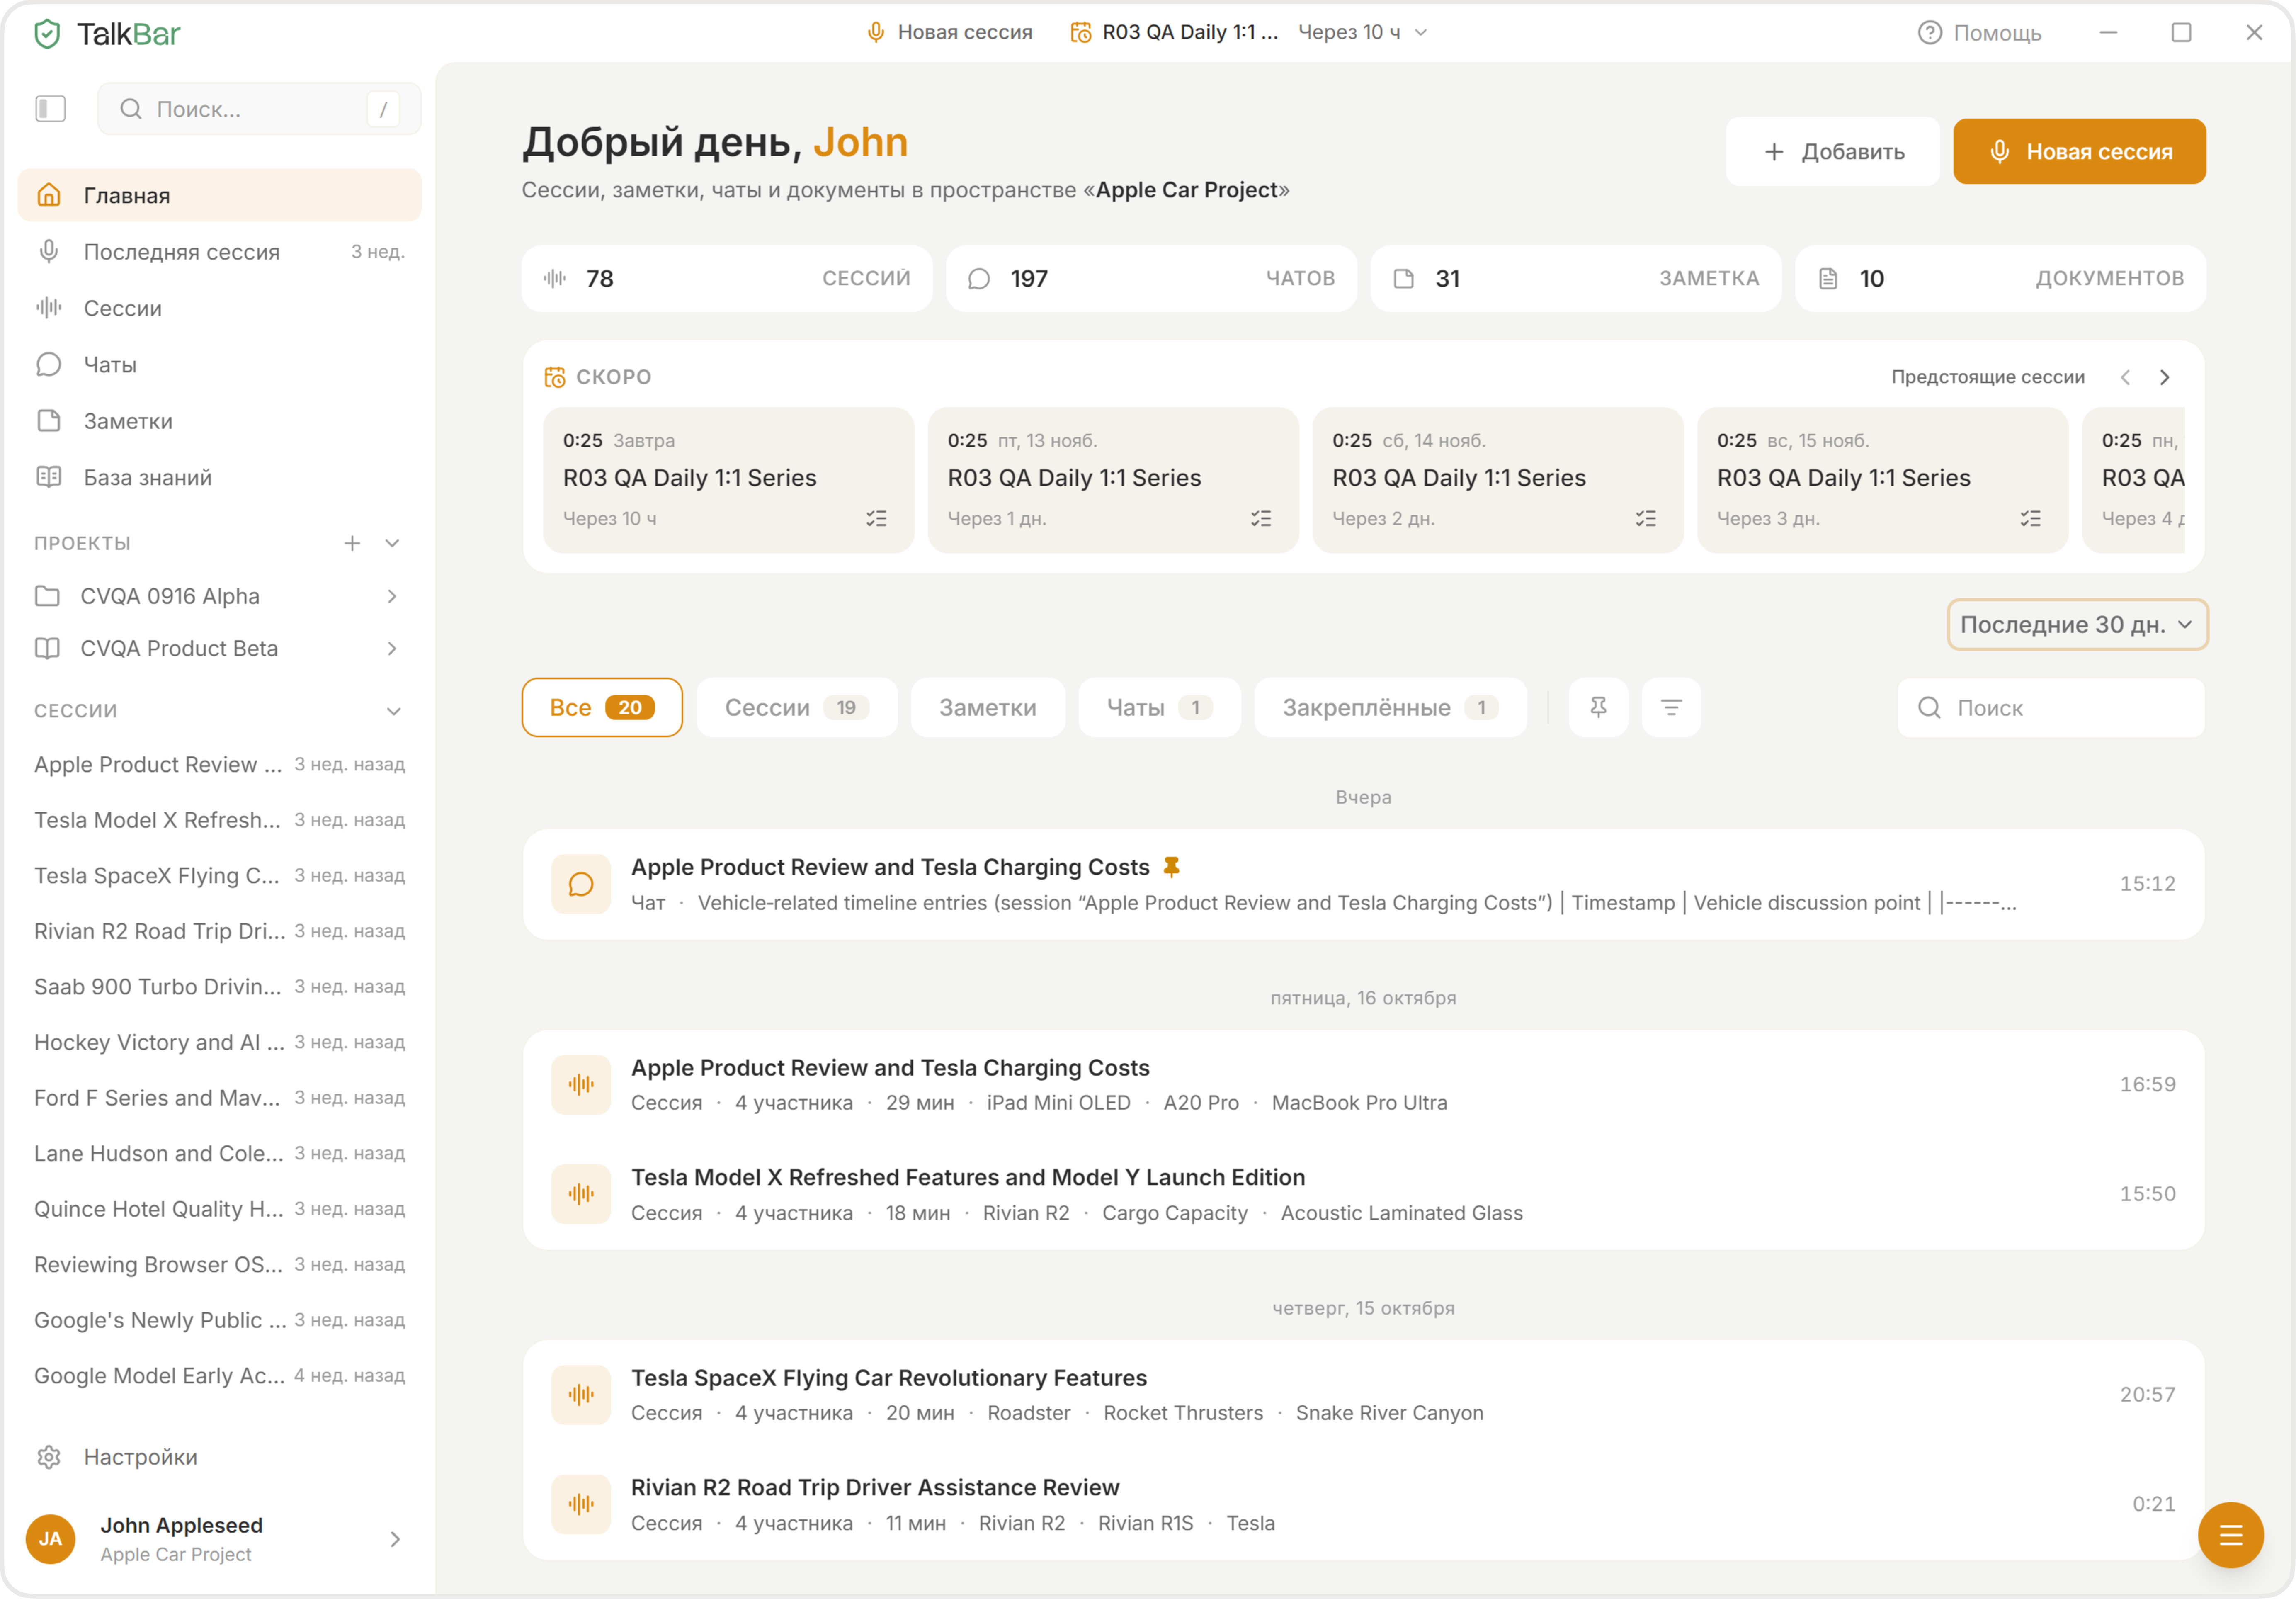 TalkBar
Новая сессия
R03 QA Daily 1:1 ... Через 10 ч
Помощь
Поиск... /
Главная
Последняя сессия 3 нед.
Сессии
Чаты
Заметки
База знаний
ПРОЕКТЫ
CVQA 0916 Alpha
CVQA Product Beta
СЕССИИ
Apple Product Review ... 3 нед. назад
Tesla Model X Refresh... 3 нед. назад
Tesla SpaceX Flying C... 3 нед. назад
Rivian R2 Road Trip Dri... 3 нед. назад
Saab 900 Turbo Drivin... 3 нед. назад
Hockey Victory and AI ... 3 нед. назад
Ford F Series and Mav... 3 нед. назад
Lane Hudson and Cole... 3 нед. назад
Quince Hotel Quality H... 3 нед. назад
Reviewing Browser OS... 3 нед. назад
Google's Newly Public ... 3 нед. назад
Google Model Early Ac... 4 нед. назад
Настройки
JA
John Appleseed
Apple Car Project
Добрый день, John
Сессии, заметки, чаты и документы в пространстве «Apple Car Project»
Добавить
Новая сессия
78 СЕССИЙ
197 ЧАТОВ
31 ЗАМЕТКА
10 ДОКУМЕНТОВ
СКОРО
Предстоящие сессии
0:25 Завтра
R03 QA Daily 1:1 Series
Через 10 ч
0:25 пт, 13 нояб.
R03 QA Daily 1:1 Series
Через 1 дн.
0:25 сб, 14 нояб.
R03 QA Daily 1:1 Series
Через 2 дн.
0:25 вс, 15 нояб.
R03 QA Daily 1:1 Series
Через 3 дн.
0:25 пн,
R03 QA
Через 4
Последние 30 дн.
Все 20
Сессии 19
Заметки
Чаты 1
Закреплённые 1
Поиск
Вчера
Apple Product Review and Tesla Charging Costs
Чат · Vehicle-related timeline entries (session “Apple Product Review and Tesla Charging Costs”) | Timestamp | Vehicle discussion point | |------...
15:12
пятница, 16 октября
Apple Product Review and Tesla Charging Costs
Сессия · 4 участника · 29 мин · iPad Mini OLED · A20 Pro · MacBook Pro Ultra
16:59
Tesla Model X Refreshed Features and Model Y Launch Edition
Сессия · 4 участника · 18 мин · Rivian R2 · Cargo Capacity · Acoustic Laminated Glass
15:50
четверг, 15 октября
Tesla SpaceX Flying Car Revolutionary Features
Сессия · 4 участника · 20 мин · Roadster · Rocket Thrusters · Snake River Canyon
20:57
Rivian R2 Road Trip Driver Assistance Review
Сессия · 4 участника · 11 мин · Rivian R2 · Rivian R1S · Tesla
0:21